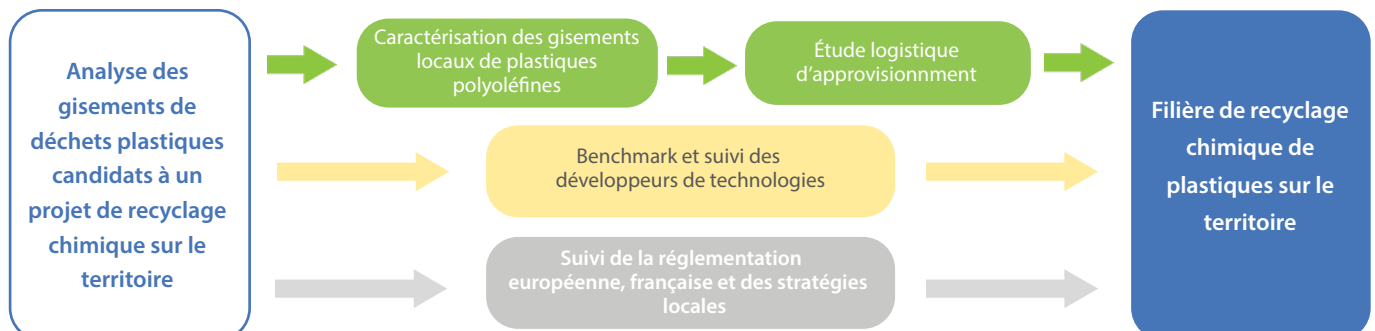 Analyse des
gisements de
déchets plastiques
candidats à un
projet de recyclage
chimique sur le
territoire
Caractérisation des gisements
locaux de plastiques
polyoléfines
Étude logistique
d'approvisionnment
Benchmark et suivi des
développeurs de technologies
Suivi de la réglementation
européenne, française et des stratégies
locales
Filière de recyclage
chimique de
plastiques sur le
territoire